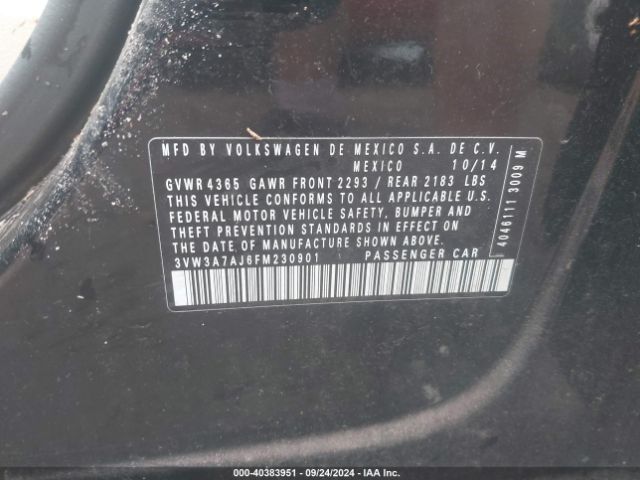 MFD BY VOLKSWAGEN DE MEXICO S.A. DE C.V.
MEXICO 10/14
GVWR 4365 GAWR FRONT 2293 / REAR 2183 LBS
THIS VEHICLE CONFORMS TO ALL APPLICABLE U.S.
FEDERAL MOTOR VEHICLE SAFETY, BUMPER AND
THEFT PREVENTION STANDARDS IN EFFECT ON
THE DATE OF MANUFACTURE SHOWN ABOVE.
3VW3A7AJ6FM230901 PASSENGER CAR
4046111 3009 M
VIN - 40383951 - 09/24/2024 - IAA Inc.